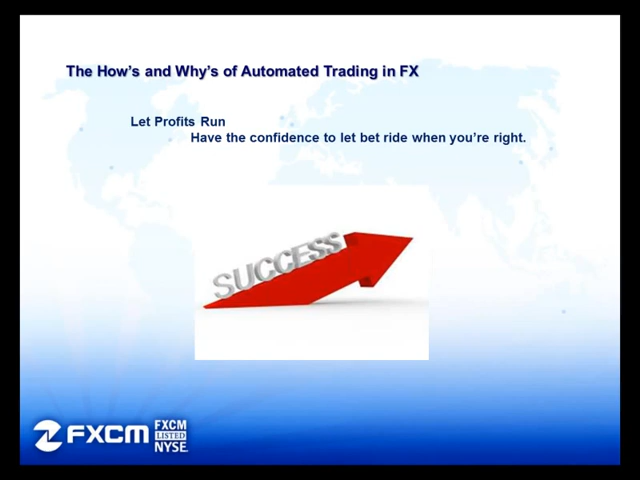 The How's and Why's of Automated Trading in FX
Let Profits Run
Have the confidence to let bet ride when you're right.
SUCCESS
FXCM
FXCM
LISTED
NYSE